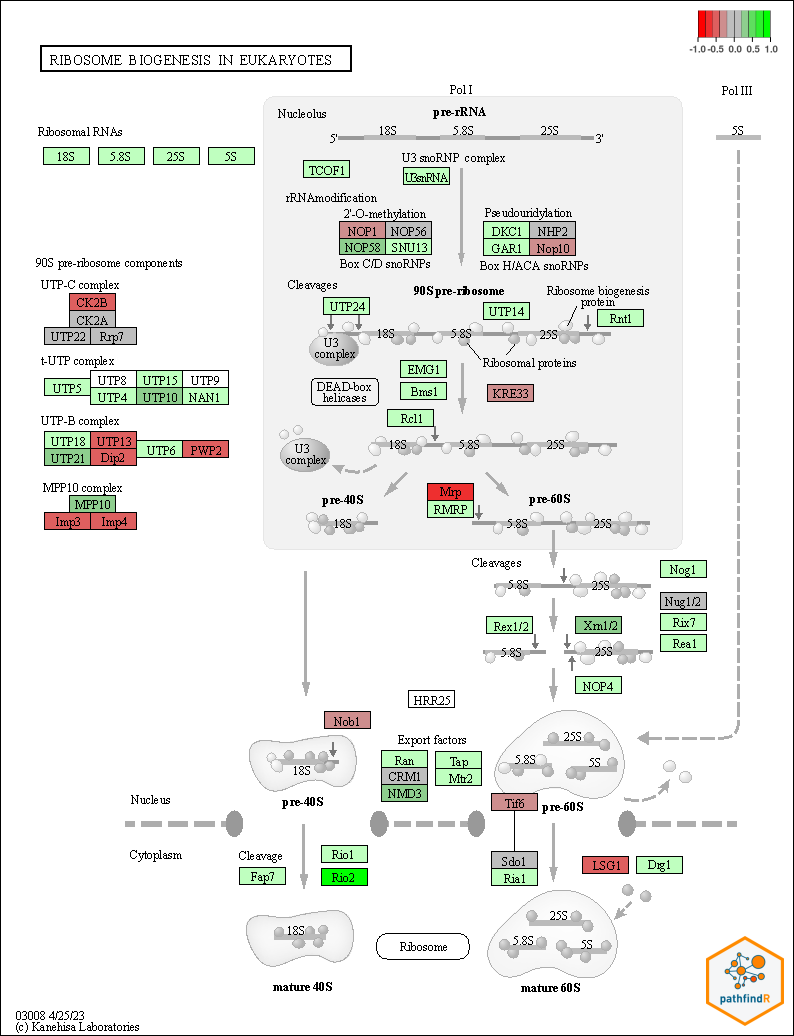 -1.0 -0.5 0.0 0.5 1.0
RIBOSOME BIOGENESIS IN EUKARYOTES
Pol I
Pol III
Nucleolus
pre-rRNA
Ribosomal RNAs
18S 5.8S 25S
5' 3'
5S
18S 5.8S 25S 5S
U3 snoRNP complex
TCOF1
U3snRNA
rRNAmodification
2'-O-methylation
Pseudouridylation
NOP1 NOP56
DKC1 NHP2
NOP58 SNU13
GAR1 Nop10
Box C/D snoRNPs
Box H/ACA snoRNPs
90S pre-ribosome components
UTP-C complex
CK2B
CK2A
UTP22 Rrp7
t-UTP complex
UTP5
UTP8 UTP15 UTP9
UTP4 UTP10 NAN1
UTP-B complex
UTP18 UTP13
UTP21 Dip2
UTP6 PWP2
MPP10 complex
MPP10
Imp3 Imp4
Cleavages
90S pre-ribosome
Ribosome biogenesis
protein
UTP24
UTP14
Rnt1
18S 5.8S 25S
U3
complex
Ribosomal proteins
EMG1
DEAD-box
helicases
Bms1
KRE33
Rcl1
18S 5.8S 25S
U3
complex
pre-40S
Mrp
RMRP
pre-60S
18S
5.8S 25S
Cleavages
Nog1
5.8S 25S
Nug1/2
Rex1/2
Xrn1/2
Rix7
Rea1
5.8S 25S
NOP4
HRR25
Nob1
Export factors
Ran Tap
CRM1 Mtr2
NMD3
18S
25S
5.8S 5S
Nucleus
pre-40S
Tif6
pre-60S
Cytoplasm
Cleavage
Fap7
Rio1
Rio2
Sdo1
Ria1
LSG1 Drg1
18S
Ribosome
25S
5.8S 5S
mature 40S
mature 60S
pathfindR
03008 4/25/23
(c) Kanehisa Laboratories